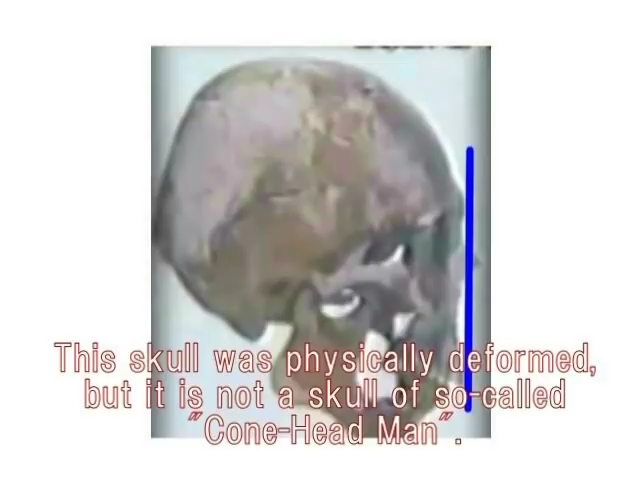 This skull was physically deformed,
but it is not a skull of so-called
"Cone-Head Man".